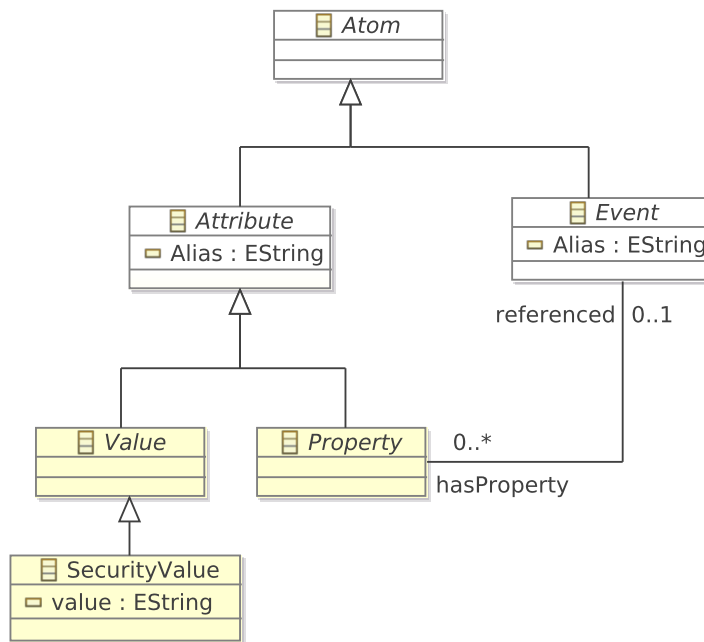 Atom
Attribute
Alias : EString
Event
Alias : EString
referenced 0..1
Value
Property
0..*
hasProperty
SecurityValue
value : EString